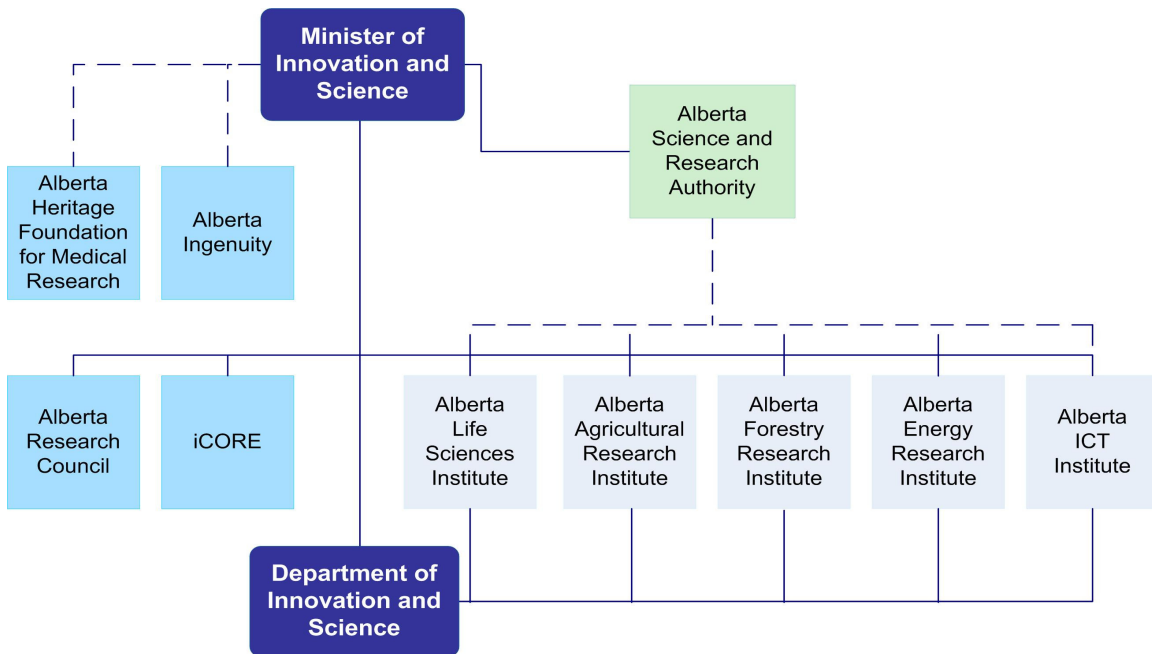 Minister of
Innovation and
Science
Alberta
Science and
Research
Authority
Alberta
Heritage
Foundation
for Medical
Research
Alberta
Ingenuity
Alberta
Research
Council
iCORE
Alberta
Life
Sciences
Institute
Alberta
Agricultural
Research
Institute
Alberta
Forestry
Research
Institute
Alberta
Energy
Research
Institute
Alberta
ICT
Institute
Department of
Innovation and
Science